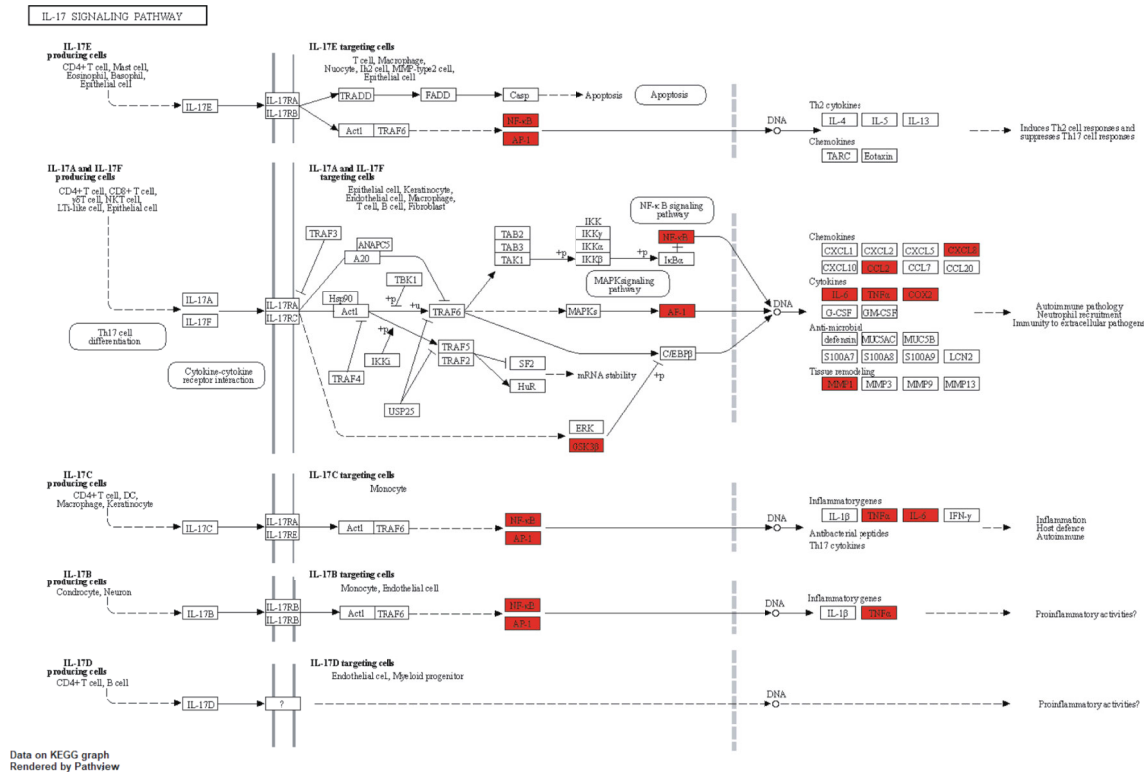 IL-17 SIGNALING PATHWAY
IL-17E
producing cells
CD4+ T cell, Mast cell,
Eosinophil, Basophil,
Epithelial cell
IL-17E
IL-17RA
IL-17RB
IL-17E targeting cells
T cell, Macrophage,
Nuocyte, Ih2 cell, MMP-type2 cell,
Epithelial cell
TRADD
FADD
Casp
Apoptosis
Apoptosis
Act1
TRAF6
NF-κB
AP-1
DNA
Th2 cytokines
IL-4
IL-5
IL-13
Chemokines
TARC
Eotaxin
Induces Th2 cell responses and
suppresses Th17 cell responses
IL-17A and IL-17F
producing cells
CD4+ T cell, CD8+ T cell,
γδT cell, NKT cell,
LTi-like cell, Epithelial cell
IL-17A
IL-17F
Th17 cell
differentiation
Cytokine-cytokine
receptor interaction
IL-17RA
IL-17RC
IL-17A and IL-17F
targeting cells
Epithelial cell, Keratinocyte,
Endothelial cell, Macrophage,
T cell, B cell, Fibroblast
TRAF3
ANAPC5
A20
Hsp90
Act1
TBK1
+p
+u
TRAF6
+p
IKKi
TRAF4
TRAF5
TRAF2
USP25
SF2
HuR
mRNA stability
TAB2
TAB3
TAK1
+p
IKK
IKKγ
IKKα
IKKβ
+p
NF-κB signaling
pathway
NF-κB
IκBα
MAPK signaling
pathway
MAPKs
AP-1
C/EBPβ
+p
ERK
GSK3β
DNA
Chemokines
CXCL1
CXCL2
CXCL5
CXCL8
CXCL10
CCL2
CCL7
CCL20
Cytokines
IL-6
TNFα
COX2
G-CSF
GM-CSF
Anti-microbid
defensin
MUC5AC
MUC5B
S100A7
S100A8
S100A9
LCN2
Tissue remodeling
MMP1
MMP3
MMP9
MMP13
Autoimmune pathology
Neutrophil recruitment
Immunity to extracellular pathogens
IL-17C
producing cells
CD4+ T cell, DC,
Macrophage, Keratinocyte
IL-17C
IL-17RA
IL-17RE
IL-17C targeting cells
Monocyte
Act1
TRAF6
NF-κB
AP-1
DNA
Inflammatory genes
IL-1β
TNFα
IL-6
IFN-γ
Antibacterial peptides
Th17 cytokines
Inflammation
Host defence
Autoimmune
IL-17B
producing cells
Condrocyte, Neuron
IL-17B
IL-17RB
IL-17RB
IL-17B targeting cells
Monocyte, Endothelial cell
Act1
TRAF6
NF-κB
AP-1
DNA
Inflammatory genes
IL-1β
TNFα
Proinflammatory activities?
IL-17D
producing cells
CD4+ T cell, B cell
IL-17D
?
IL-17D targeting cells
Endothelial cel, Myeloid progenitor
DNA
Proinflammatory activities?
Data on KEGG graph
Rendered by Pathview